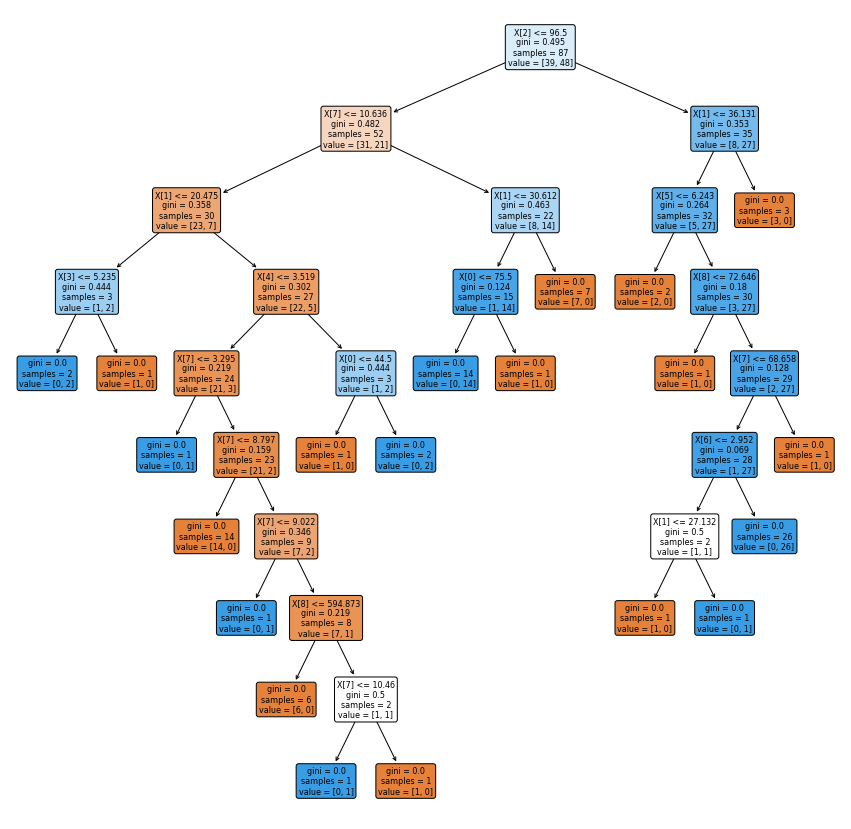 X[2] <= 96.5
gini = 0.495
samples = 87
value = [39, 48]
X[7] <= 10.636
gini = 0.482
samples = 52
value = [31, 21]
X[1] <= 36.131
gini = 0.353
samples = 35
value = [8, 27]
X[1] <= 20.475
gini = 0.358
samples = 30
value = [23, 7]
X[1] <= 30.612
gini = 0.463
samples = 22
value = [8, 14]
X[5] <= 6.243
gini = 0.264
samples = 32
value = [5, 27]
gini = 0.0
samples = 3
value = [3, 0]
X[3] <= 5.235
gini = 0.444
samples = 3
value = [1, 2]
X[4] <= 3.519
gini = 0.302
samples = 27
value = [22, 5]
X[0] <= 75.5
gini = 0.124
samples = 15
value = [1, 14]
gini = 0.0
samples = 7
value = [7, 0]
gini = 0.0
samples = 2
value = [2, 0]
X[8] <= 72.646
gini = 0.18
samples = 30
value = [3, 27]
gini = 0.0
samples = 2
value = [0, 2]
gini = 0.0
samples = 1
value = [1, 0]
X[7] <= 3.295
gini = 0.219
samples = 24
value = [21, 3]
X[0] <= 44.5
gini = 0.444
samples = 3
value = [1, 2]
gini = 0.0
samples = 14
value = [0, 14]
gini = 0.0
samples = 1
value = [1, 0]
gini = 0.0
samples = 1
value = [1, 0]
X[7] <= 68.658
gini = 0.128
samples = 29
value = [2, 27]
gini = 0.0
samples = 1
value = [0, 1]
X[7] <= 8.797
gini = 0.159
samples = 23
value = [21, 2]
gini = 0.0
samples = 1
value = [1, 0]
gini = 0.0
samples = 2
value = [0, 2]
X[6] <= 2.952
gini = 0.069
samples = 28
value = [1, 27]
gini = 0.0
samples = 1
value = [1, 0]
gini = 0.0
samples = 14
value = [14, 0]
X[7] <= 9.022
gini = 0.346
samples = 9
value = [7, 2]
X[1] <= 27.132
gini = 0.5
samples = 2
value = [1, 1]
gini = 0.0
samples = 26
value = [0, 26]
gini = 0.0
samples = 1
value = [0, 1]
X[8] <= 594.873
gini = 0.219
samples = 8
value = [7, 1]
gini = 0.0
samples = 1
value = [1, 0]
gini = 0.0
samples = 1
value = [0, 1]
gini = 0.0
samples = 6
value = [6, 0]
X[7] <= 10.46
gini = 0.5
samples = 2
value = [1, 1]
gini = 0.0
samples = 1
value = [0, 1]
gini = 0.0
samples = 1
value = [1, 0]